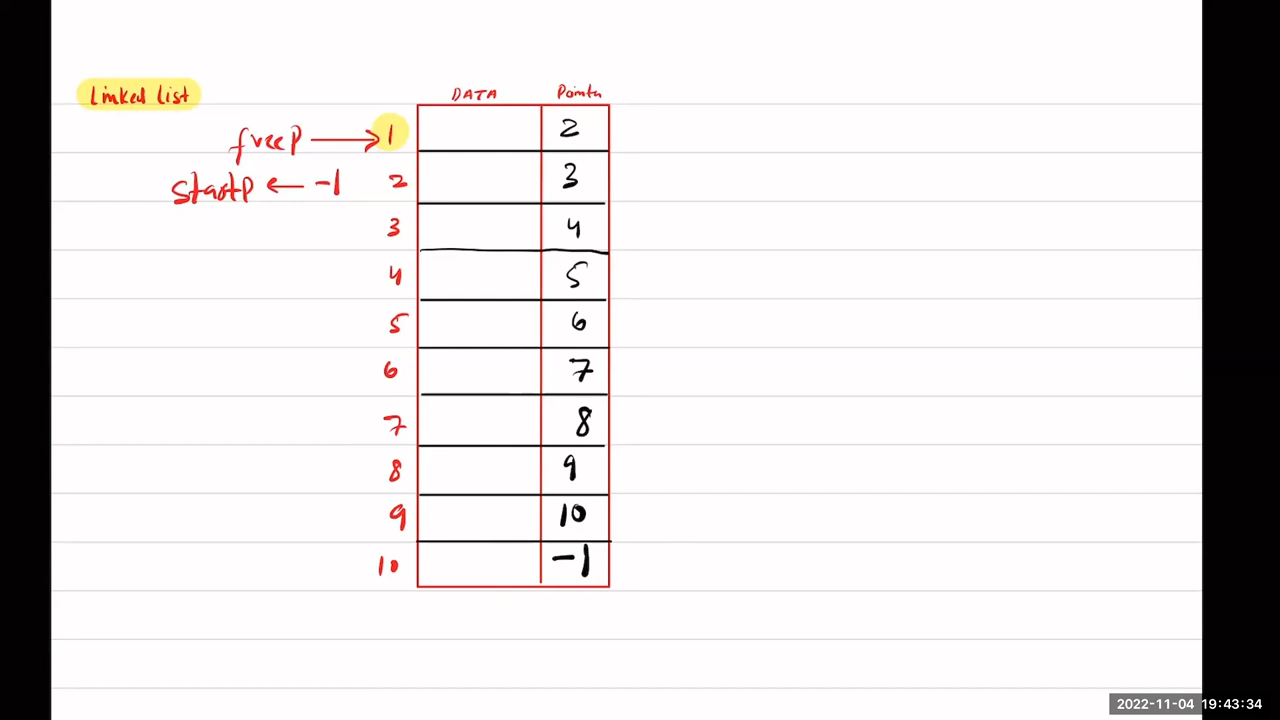 Linked List
DATA Pointer
freeP → 1 2
startP ← -1 2 3
3 4
4 5
5 6
6 7
7 8
8 9
9 10
10 -1
2022-11-04 19:43:34